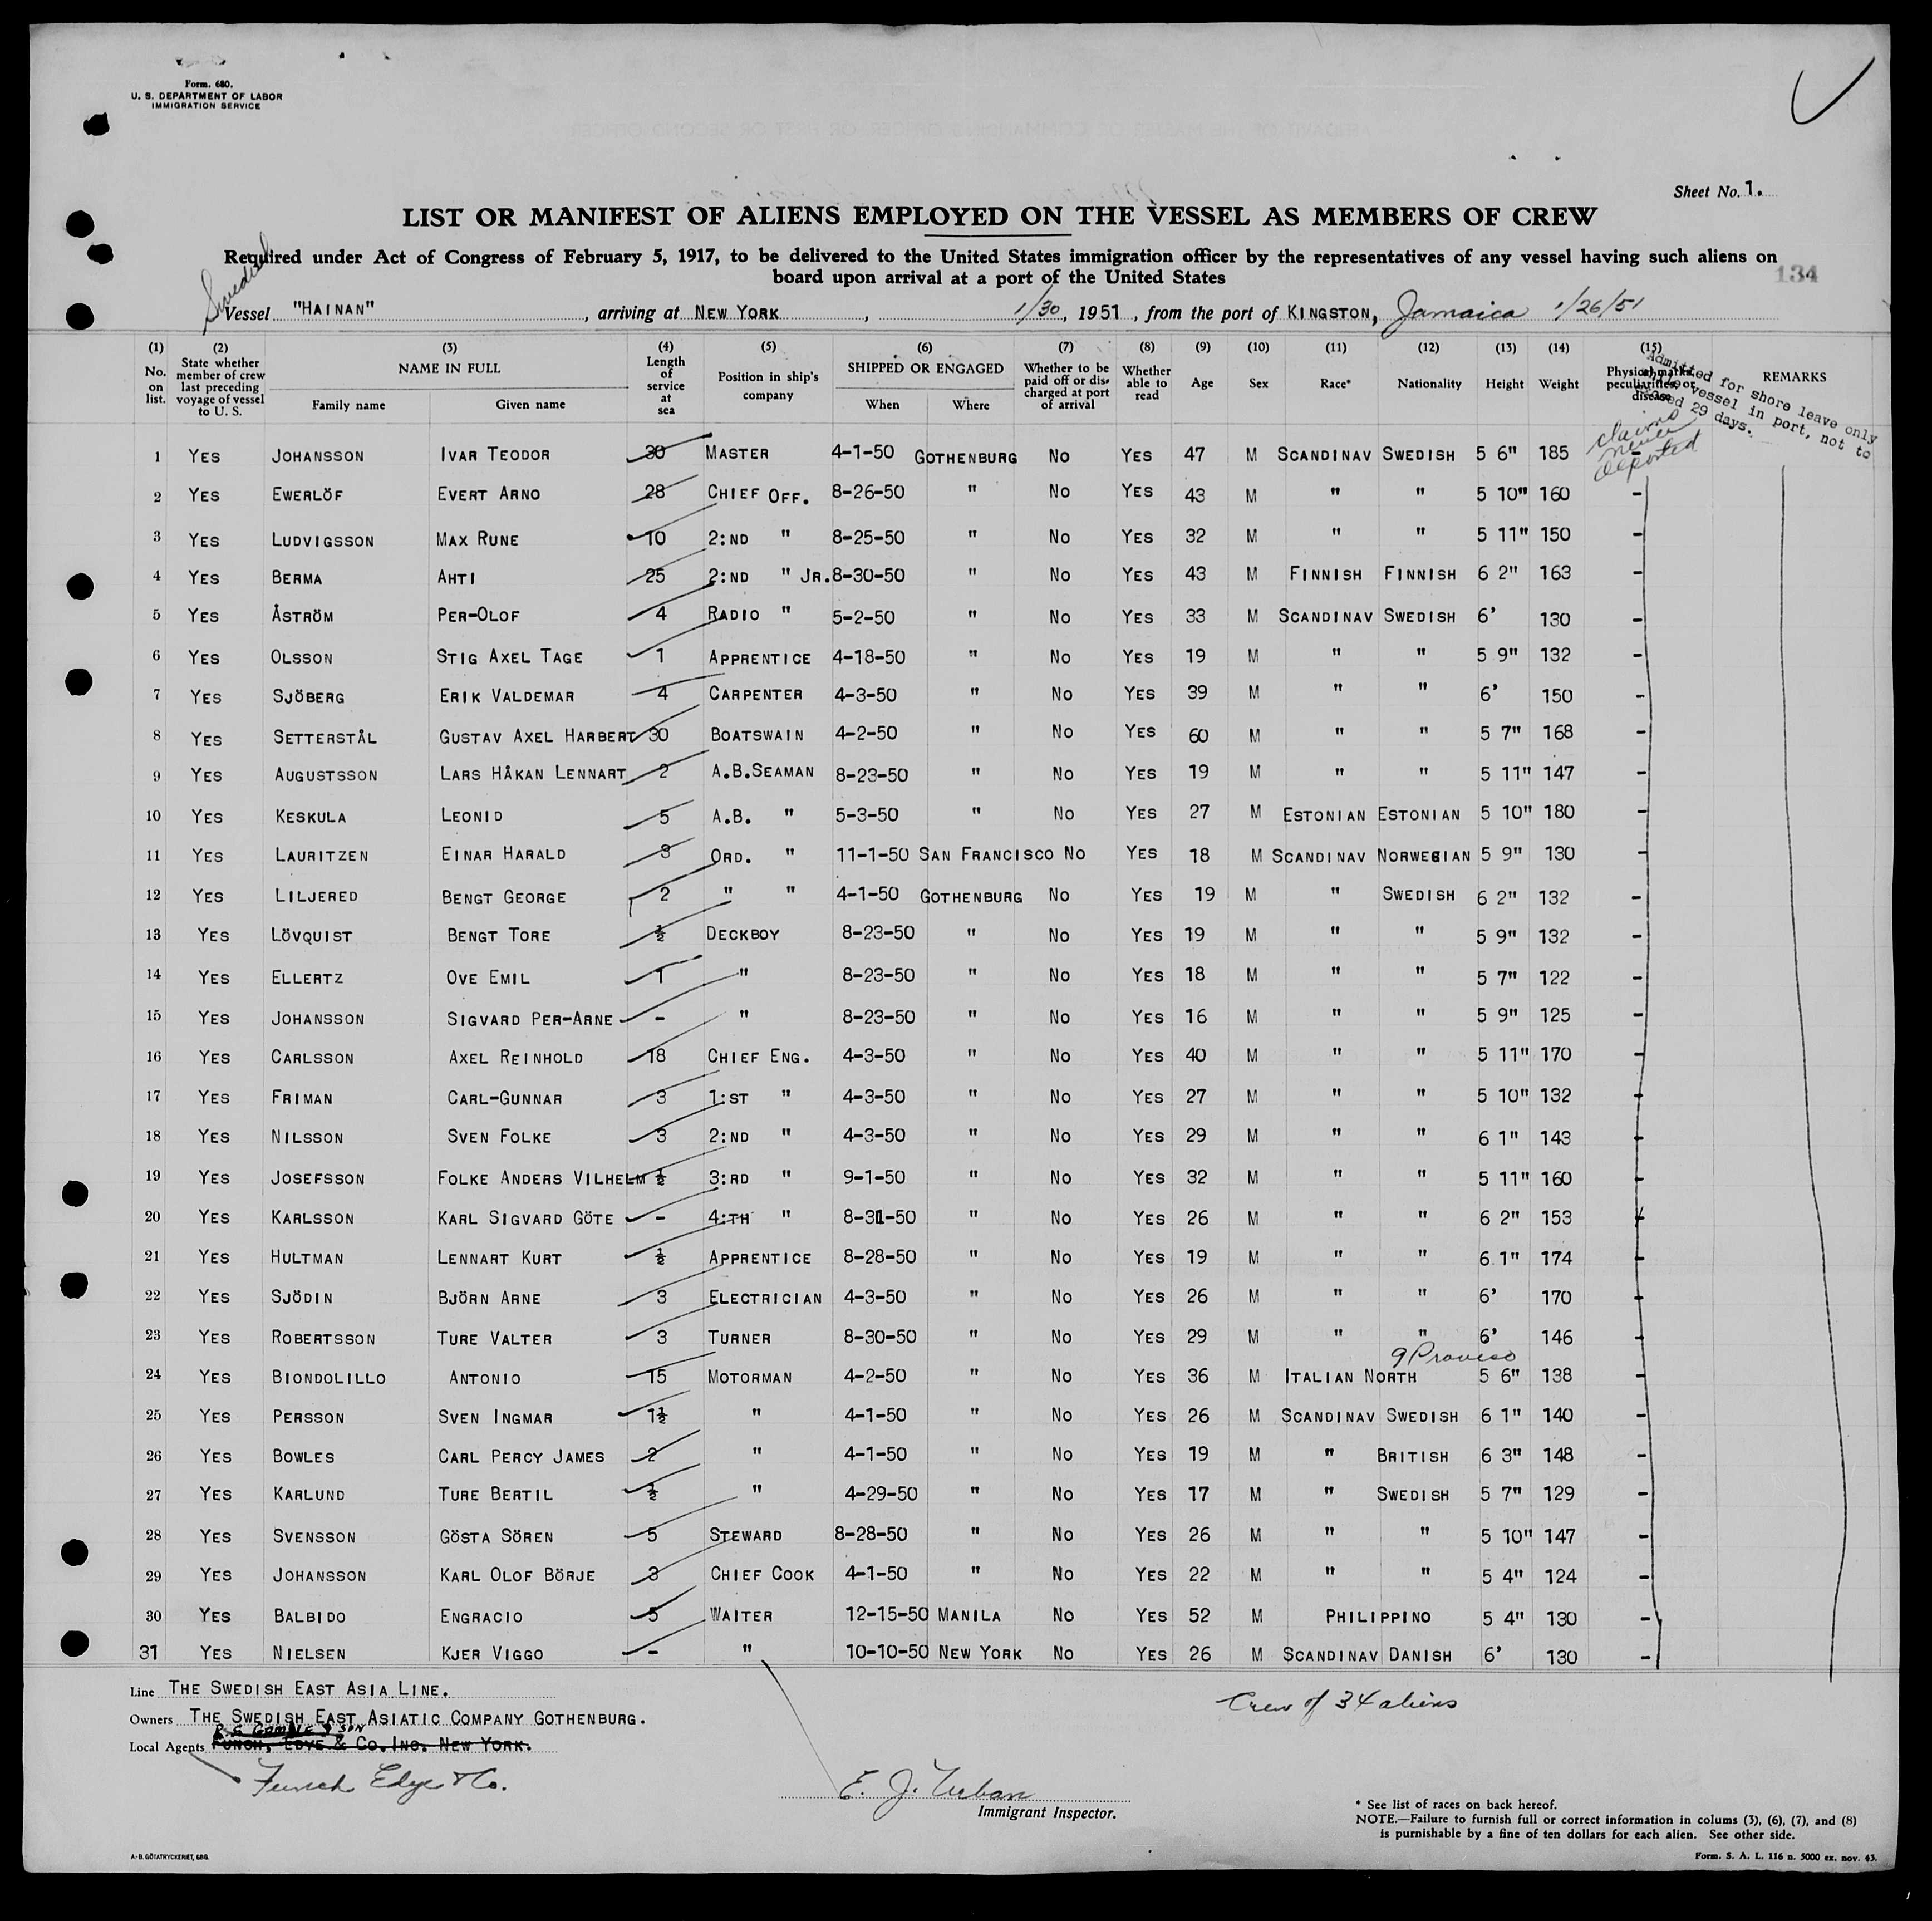 Form. 680.
U. S. DEPARTMENT OF LABOR
IMMIGRATION SERVICE
Sheet No. 1.
LIST OR MANIFEST OF ALIENS EMPLOYED ON THE VESSEL AS MEMBERS OF CREW
Required under Act of Congress of February 5, 1917, to be delivered to the United States immigration officer by the representatives of any vessel having such aliens on
board upon arrival at a port of the United States
134
Swedish
Vessel "HAINAN", arriving at NEW YORK, 1/30, 1951, from the port of KINGSTON, Jamaica 1/26/51
(1) No. on list. (2) State whether member of crew last preceding voyage of vessel to U. S. (3) NAME IN FULL Family name Given name (4) Length of service at sea (5) Position in ship's company (6) SHIPPED OR ENGAGED When Where (7) Whether to be paid off or discharged at port of arrival (8) Whether able to read (9) Age (10) Sex (11) Race* (12) Nationality (13) Height (14) Weight (15) Physical marks, peculiarities, or disease REMARKS
Admitted for shore leave only
while vessel in port, not to
exceed 29 days.
claims
never
deported
1 YES JOHANSSON IVAR TEODOR 30 MASTER 4-1-50 GOTHENBURG NO YES 47 M SCANDINAV SWEDISH 5 6" 185 -
2 YES EWERLÖF EVERT ARNO 28 CHIEF OFF. 8-26-50 " NO YES 43 M " " 5 10" 160 -
3 YES LUDVIGSSON MAX RUNE 10 2:ND " 8-25-50 " NO YES 32 M " " 5 11" 150 -
4 YES BERMA AHTI 25 2:ND " JR. 8-30-50 " NO YES 43 M FINNISH FINNISH 6 2" 163 -
5 YES ÅSTRÖM PER-OLOF 4 RADIO " 5-2-50 " NO YES 33 M SCANDINAV SWEDISH 6' 130 -
6 YES OLSSON STIG AXEL TAGE 1 APPRENTICE 4-18-50 " NO YES 19 M " " 5 9" 132 -
7 YES SJÖBERG ERIK VALDEMAR 4 CARPENTER 4-3-50 " NO YES 39 M " " 6' 150 -
8 YES SETTERSTÅL GUSTAV AXEL HARBERT 30 BOATSWAIN 4-2-50 " NO YES 60 M " " 5 7" 168 -
9 YES AUGUSTSSON LARS HÅKAN LENNART 2 A.B.SEAMAN 8-23-50 " NO YES 19 M " " 5 11" 147 -
10 YES KESKULA LEONID 5 A.B. " 5-3-50 " NO YES 27 M ESTONIAN ESTONIAN 5 10" 180 -
11 YES LAURITZEN EINAR HARALD 3 ORD. " 11-1-50 SAN FRANCISCO NO YES 18 M SCANDINAV NORWEGIAN 5 9" 130 -
12 YES LILJERED BENGT GEORGE 2 " " 4-1-50 GOTHENBURG NO YES 19 M " SWEDISH 6 2" 132 -
13 YES LÖVQUIST BENGT TORE ½ DECKBOY 8-23-50 " NO YES 19 M " " 5 9" 132 -
14 YES ELLERTZ OVE EMIL 1 " 8-23-50 " NO YES 18 M " " 5 7" 122 -
15 YES JOHANSSON SIGVARD PER-ARNE - " 8-23-50 " NO YES 16 M " " 5 9" 125 -
16 YES CARLSSON AXEL REINHOLD 18 CHIEF ENG. 4-3-50 " NO YES 40 M " " 5 11" 170 -
17 YES FRIMAN CARL-GUNNAR 3 1:ST " 4-3-50 " NO YES 27 M " " 5 10" 132 -
18 YES NILSSON SVEN FOLKE 3 2:ND " 4-3-50 " NO YES 29 M " " 6 1" 143 -
19 YES JOSEFSSON FOLKE ANDERS VILHELM ½ 3:RD " 9-1-50 " NO YES 32 M " " 5 11" 160 -
20 YES KARLSSON KARL SIGVARD GÖTE - 4:TH " 8-31-50 " NO YES 26 M " " 6 2" 153 -
21 YES HULTMAN LENNART KURT ½ APPRENTICE 8-28-50 " NO YES 19 M " " 6 1" 174 -
22 YES SJÖDIN BJÖRN ARNE 3 ELECTRICIAN 4-3-50 " NO YES 26 M " " 6' 170 -
23 YES ROBERTSSON TURE VALTER 3 TURNER 8-30-50 " NO YES 29 M " " 6' 146 -
9 Proviso
24 YES BIONDOLILLO ANTONIO 15 MOTORMAN 4-2-50 " NO YES 36 M ITALIAN NORTH 5 6" 138 -
25 YES PERSSON SVEN INGMAR 1½ " 4-1-50 " NO YES 26 M SCANDINAV SWEDISH 6 1" 140 -
26 YES BOWLES CARL PERCY JAMES 2 " 4-1-50 " NO YES 19 M " BRITISH 6 3" 148 -
27 YES KARLUND TURE BERTIL ½ " 4-29-50 " NO YES 17 M " SWEDISH 5 7" 129 -
28 YES SVENSSON GÖSTA SÖREN 5 STEWARD 8-28-50 " NO YES 26 M " " 5 10" 147 -
29 YES JOHANSSON KARL OLOF BÖRJE 3 CHIEF COOK 4-1-50 " NO YES 22 M " " 5 4" 124 -
30 YES BALBIDO ENGRACIO 5 WAITER 12-15-50 MANILA NO YES 52 M PHILIPPINO 5 4" 130 -
31 YES NIELSEN KJER VIGGO - " 10-10-50 NEW YORK NO YES 26 M SCANDINAV DANISH 6' 130 -
Line THE SWEDISH EAST ASIA LINE.
Crew of 34 aliens
Owners THE SWEDISH EAST ASIATIC COMPANY GOTHENBURG.
Local Agents FUNCH, EDYE & CO.INC. NEW YORK.
Funch Edye & Co.
E. J. Urban
Immigrant Inspector.
* See list of races on back hereof.
NOTE.—Failure to furnish full or correct information in colums (3), (6), (7), and (8)
is punishable by a fine of ten dollars for each alien. See other side.
A.-B. GÖTATRYCKERIET, GBG.
Form. S. A. L. 116 n. 5000 ex. nov. 43.